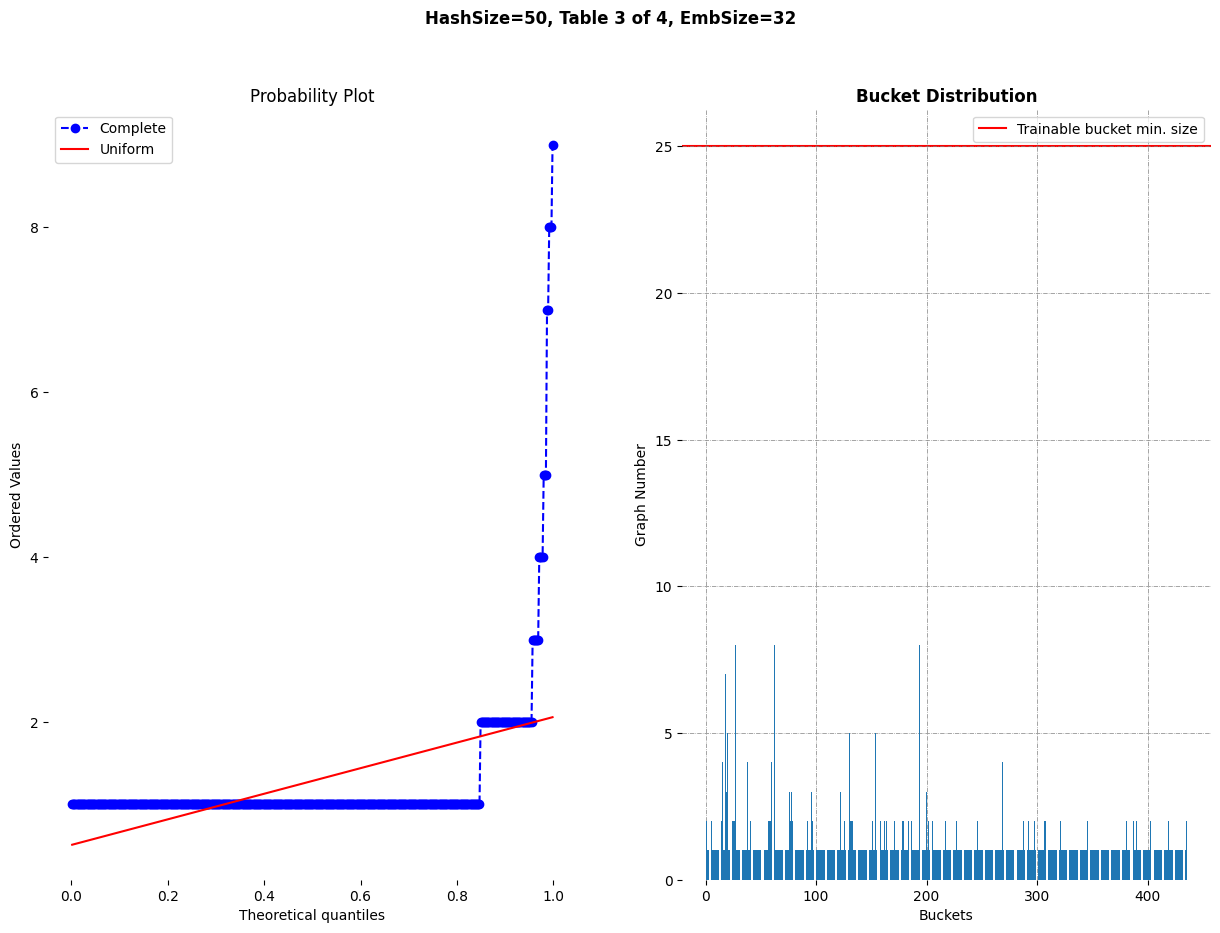 HashSize=50, Table 3 of 4, EmbSize=32
Probability Plot
Complete
Uniform
Ordered Values
8
6
4
2
0.0 0.2 0.4 0.6 0.8 1.0
Theoretical quantiles
Bucket Distribution
Trainable bucket min. size
Graph Number
25
20
15
10
5
0
0 100 200 300 400
Buckets